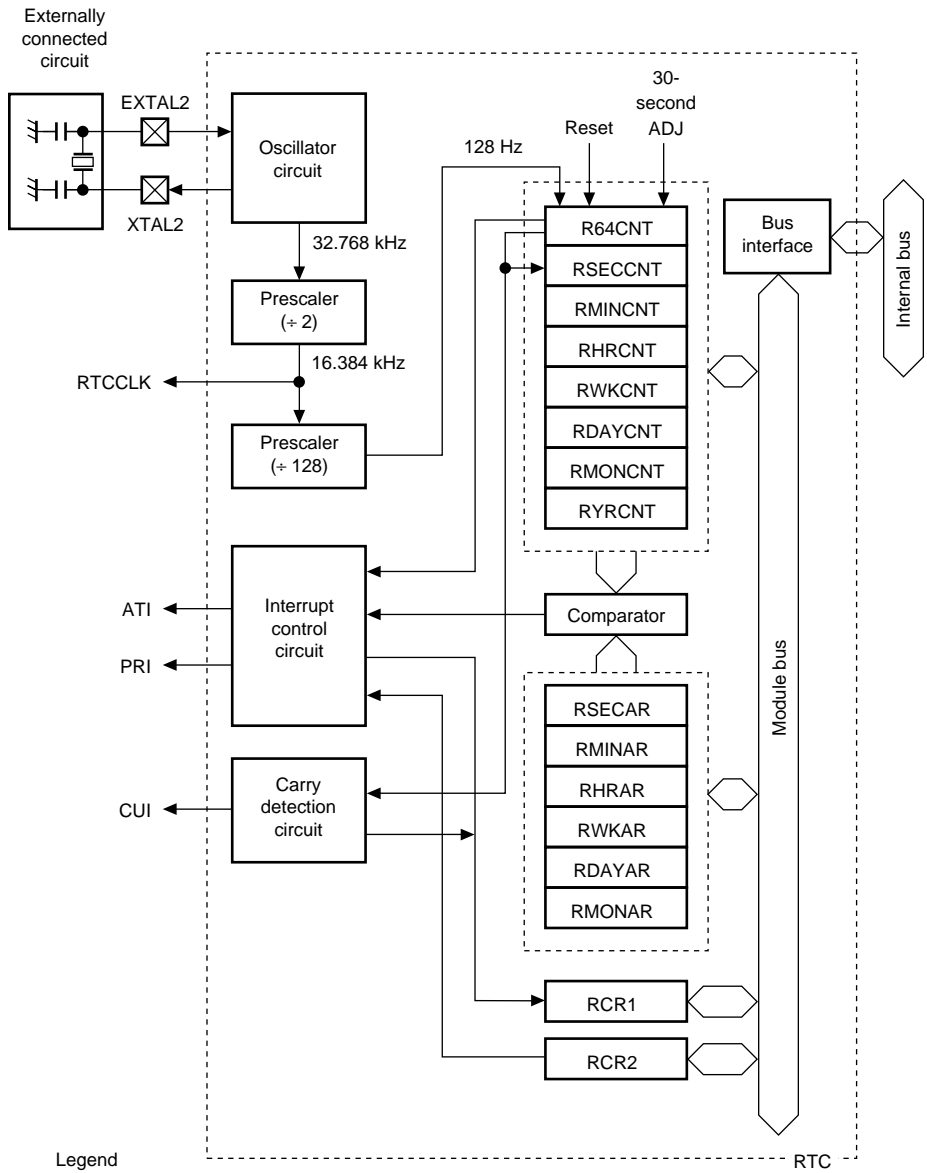 Externally
connected
circuit
EXTAL2
XTAL2
Oscillator
circuit
32.768 kHz
Prescaler
(÷ 2)
16.384 kHz
RTCCLK
Prescaler
(÷ 128)
128 Hz
Reset
30-
second
ADJ
R64CNT
RSECCNT
RMINCNT
RHRCNT
RWKCNT
RDAYCNT
RMONCNT
RYRCNT
Bus
interface
Internal bus
ATI
PRI
Interrupt
control
circuit
Comparator
Module bus
CUI
Carry
detection
circuit
RSECAR
RMINAR
RHRAR
RWKAR
RDAYAR
RMONAR
RCR1
RCR2
Legend
RTC